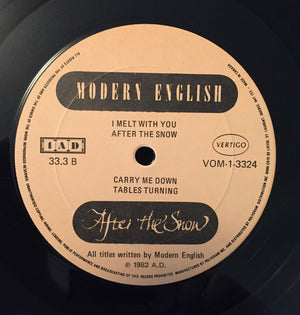 MODERN ENGLISH
I MELT WITH YOU
AFTER THE SNOW
4AD
33.3 B
VERTIGO
VOM-1-3324
CARRY ME DOWN
TABLES TURNING
After the Snow
All titles written by Modern English
℗ 1982 A.D.